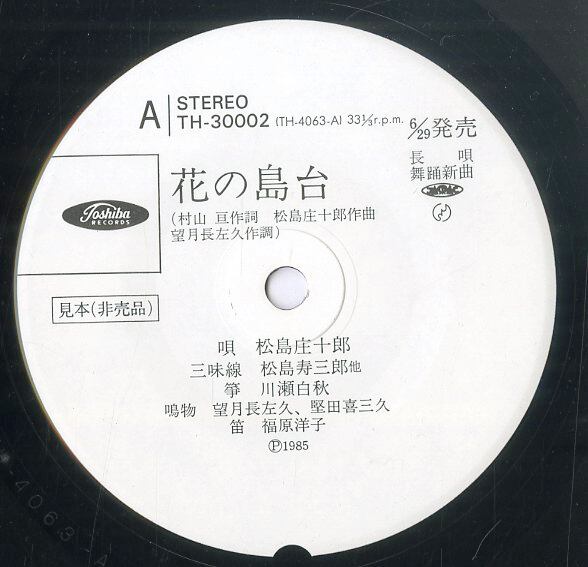 A
STEREO
TH-30002 (TH-4063-A) 33⅓r.p.m. 6/29発売
長唄
舞踊新曲
花の島台
(村山 亘作詞 松島庄十郎作曲
望月長左久作調)
Toshiba
RECORDS
見本(非売品)
唄 松島庄十郎
三味線 松島寿三郎他
箏 川瀬白秋
鳴物 望月長左久、堅田喜三久
笛 福原洋子
Ⓟ1985
4063-A